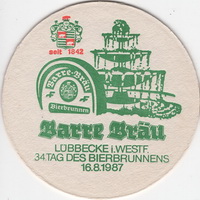 seit 1842
Barre-Bräu
Bierbrunnen
Barre Bräu
LÜBBECKE i.WESTF.
34.TAG DES BIERBRUNNENS
16.8.1987